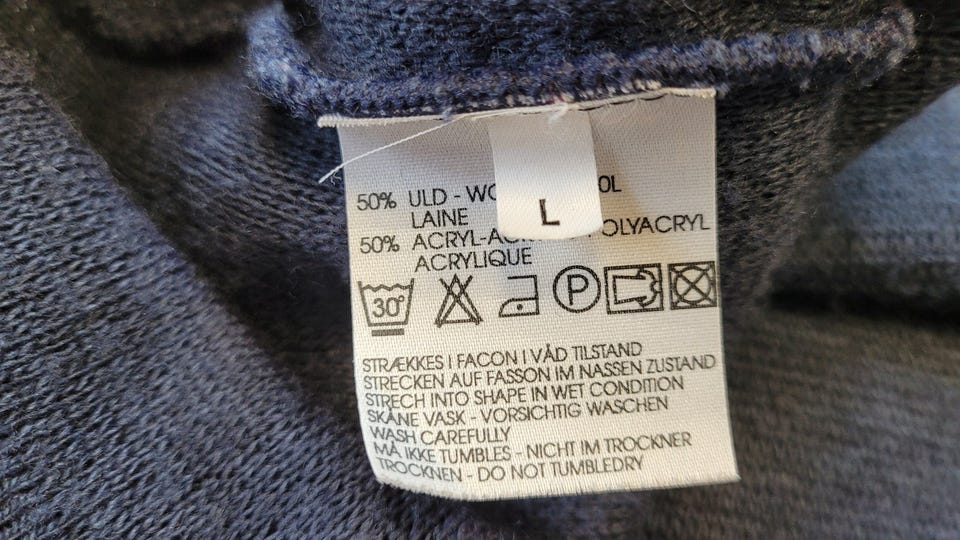 50% ULD - OL
L
LAINE
50% ACRYL- OLYACRYL
ACRYLIQUE
30°
P
STRÆKKES I FACON I VÅD TILSTAND
STRECKEN AUF FASSON IM NASSEN ZUSTAND
STRECH INTO SHAPE IN WET CONDITION
SKÅNE VASK - VORSICHTIG WASCHEN
WASH CAREFULLY
MÅ IKKE TUMBLES - NICHT IM TROCKNER
TROCKNEN - DO NOT TUMBLEDRY